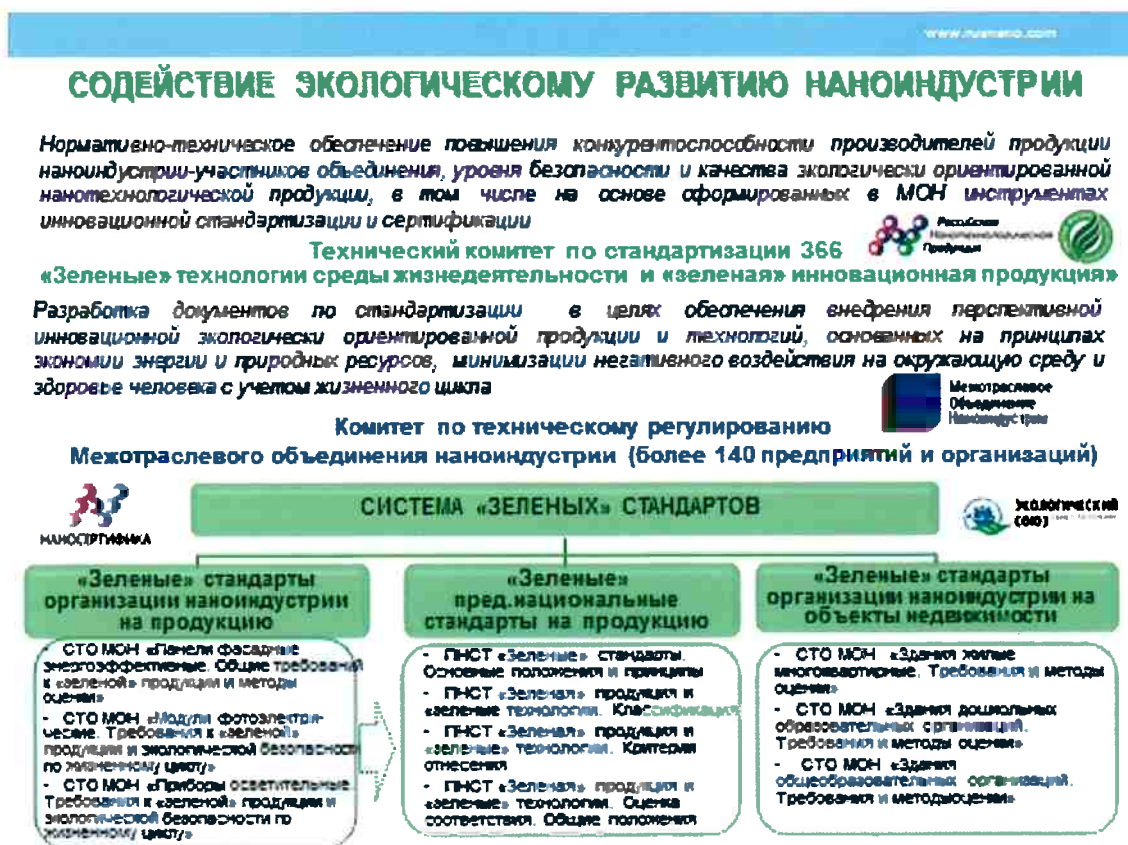 www.rusnano.com
СОДЕЙСТВИЕ ЭКОЛОГИЧЕСКОМУ РАЗВИТИЮ НАНОИНДУСТРИИ
Нормативно-техническое обеспечение повышения конкурентоспособности производителей продукции
наноиндустрии-участников объединения, уровня безопасности и качества экологически ориентированной
нанотехнологической продукции, в том числе на основе сформированных в МОН инструментах
инновационной стандартизации и сертификации
Российская
Нанотехнологическая
Продукция
Технический комитет по стандартизации 366
«Зеленые» технологии среды жизнедеятельности и «зеленая» инновационная продукция»
Разработка документов по стандартизации в целях обеспечения внедрения перспективной
инновационной экологически ориентированной продукции и технологий, основанных на принципах
экономии энергии и природных ресурсов, минимизации негативного воздействия на окружающую среду и
здоровье человека с учетом жизненного цикла
Межотраслевое
Объединение
Наноиндустрии
Комитет по техническому регулированию
Межотраслевого объединения наноиндустрии (более 140 предприятий и организаций)
НАНОСЕРТИФИКА
СИСТЕМА «ЗЕЛЕНЫХ» СТАНДАРТОВ
ЭКОЛОГИЧЕСКИЙ
СОЮЗ
«Зеленые» стандарты
организации наноиндустрии
на продукцию
- СТО МОН «Панели фасадные
энергоэффективные. Общие требований
к «зеленой» продукции и методы
оценки»
- СТО МОН «Модули фотоэлектри-
ческие. Требования к «зеленой»
продукции и экологической безопасности
по жизненному циклу»
- СТО МОН «Приборы осветительные.
Требования к «зеленой» продукции и
экологической безопасности по
жизненному циклу»
«Зеленые»
пред.национальные
стандарты на продукцию
- ПНСТ «Зеленые» стандарты.
Основные положения и принципы
- ПНСТ «Зеленая» продукция и
«зеленые технологии. Классификация
- ПНСТ «Зеленая» продукция и
«зеленые» технологии. Критерии
отнесения
- ПНСТ «Зеленая» продукция и
«зеленые» технологии. Оценка
соответствия. Общие положения
«Зеленые» стандарты
организации наноиндустрии на
объекты недвижимости
- СТО МОН «Здания жилые
многоквартирные. Требования и методы
оценки»
- СТО МОН «Здания дошкольных
образовательных организаций.
Требования и методы оценки»
- СТО МОН «Здания
общеобразовательных организаций.
Требования и методыоценки»